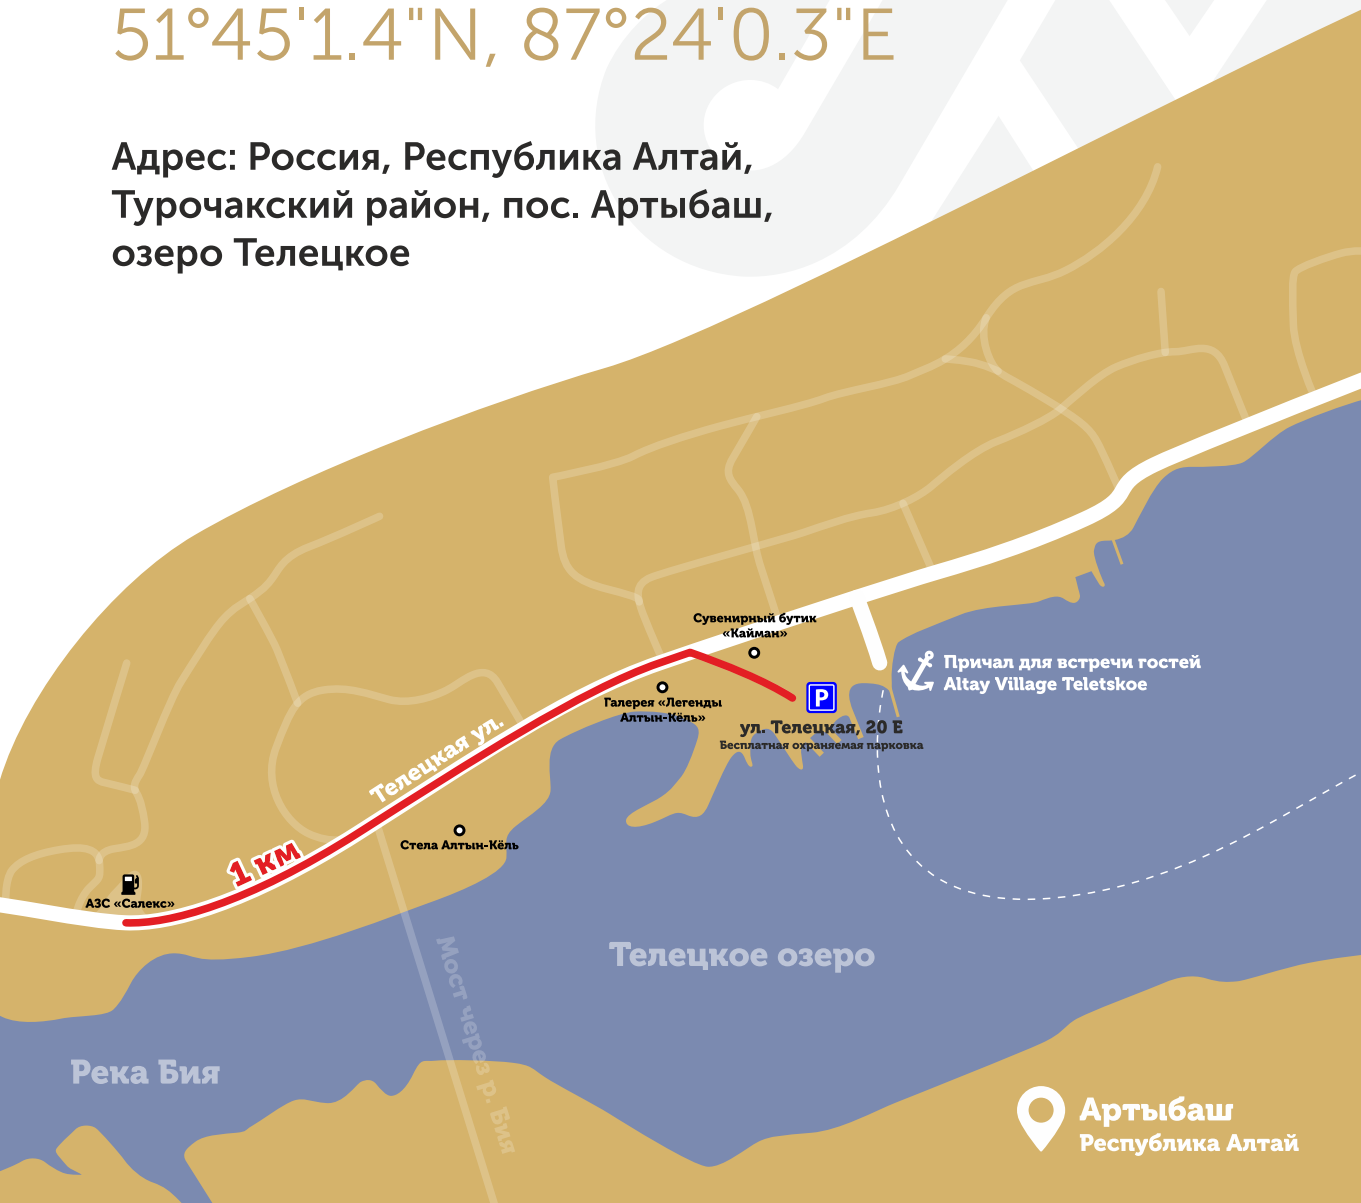 51°45'1.4"N, 87°24'0.3"E
Адрес: Россия, Республика Алтай,
Турочакский район, пос. Артыбаш,
озеро Телецкое
Сувенирный бутик
«Кайман»
Причал для встречи гостей
Altay Village Teletskoe
Галерея «Легенды
Алтын-Кёль»
P
ул. Телецкая, 20 Е
Бесплатная охраняемая парковка
Телецкая ул.
Стела Алтын-Кёль
1 км
АЗС «Салекс»
Телецкое озеро
Мост через р. Бия
Река Бия
Артыбаш
Республика Алтай